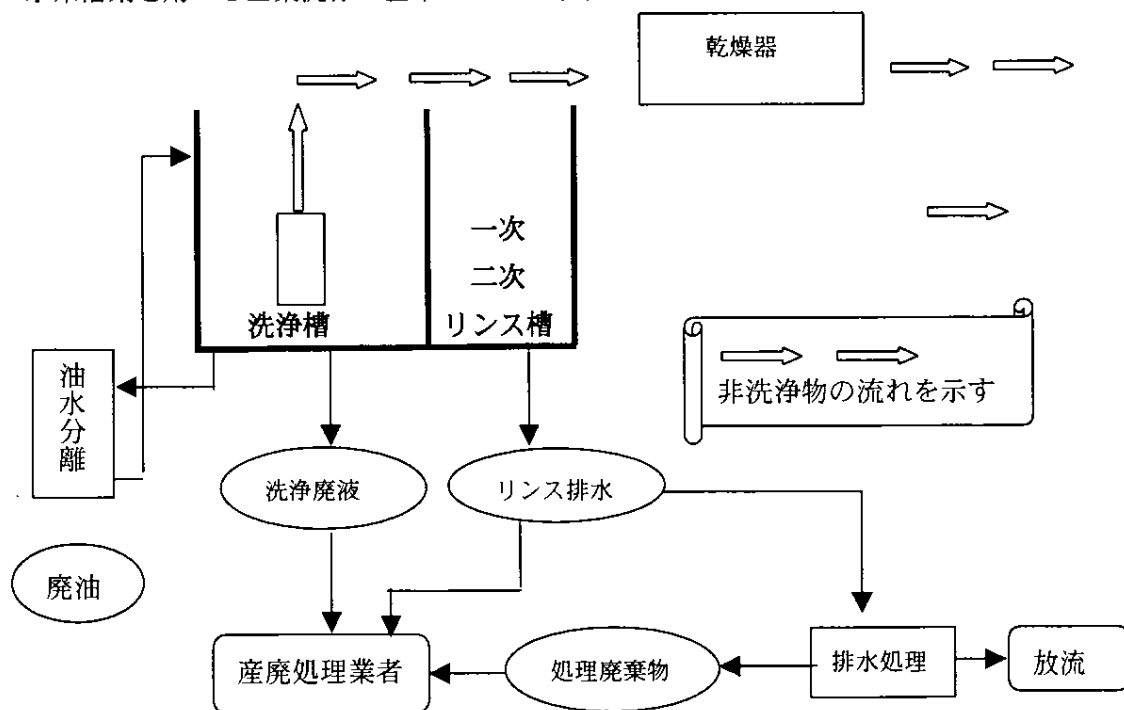 乾燥器
一次
二次
洗浄槽
リンス槽
油水分離
非洗浄物の流れを示す
洗浄廃液
リンス排水
廃油
産廃処理業者
処理廃棄物
排水処理
放流